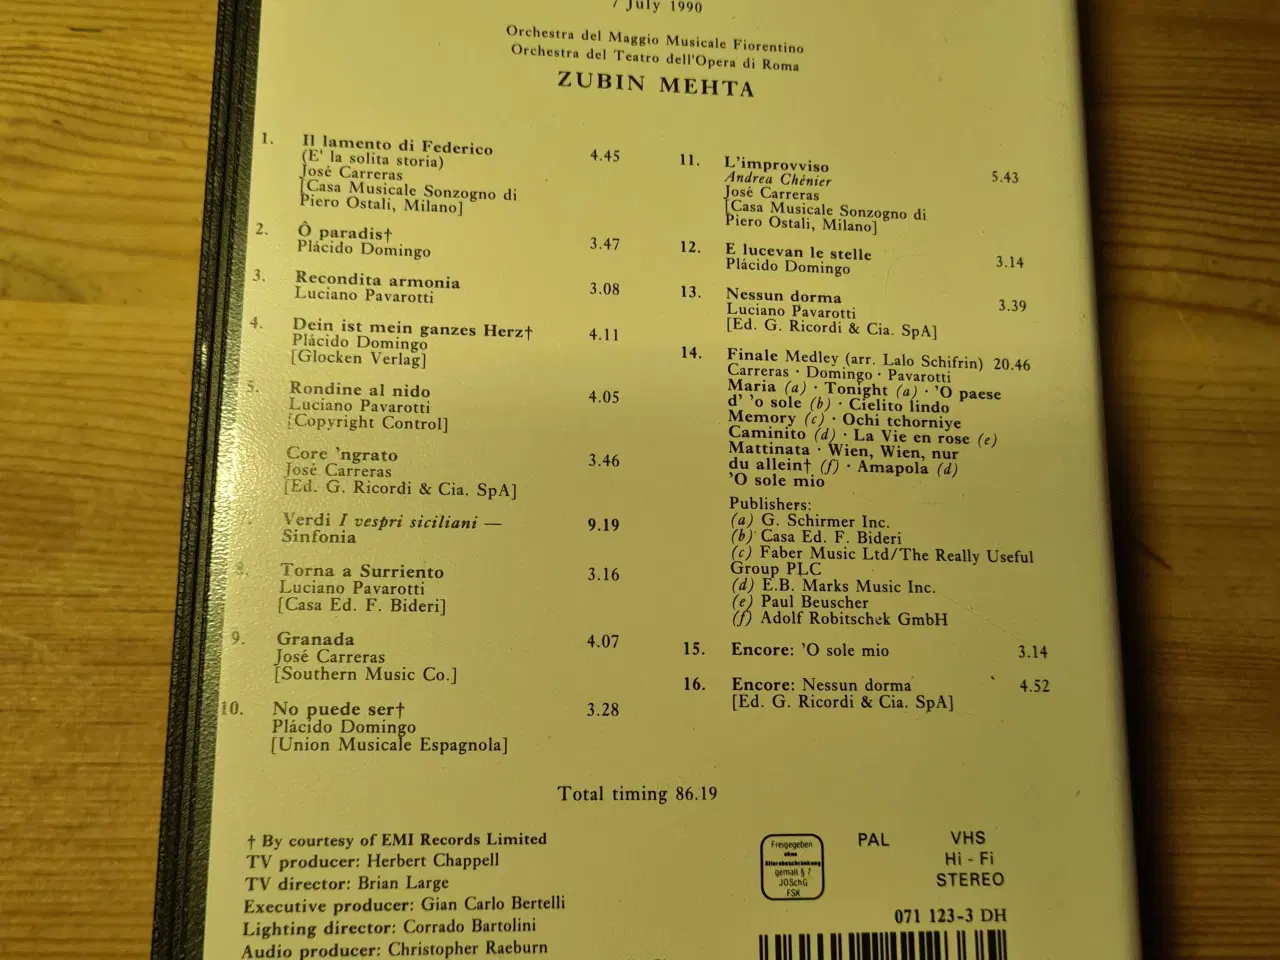 7 July 1990
Orchestra del Maggio Musicale Fiorentino
Orchestra del Teatro dell'Opera di Roma
ZUBIN MEHTA
1. Il lamento di Federico 4.45
(E' la solita storia)
José Carreras
[Casa Musicale Sonzogno di
Piero Ostali, Milano]
2. Ô paradis† 3.47
Plácido Domingo
3. Recondita armonia 3.08
Luciano Pavarotti
4. Dein ist mein ganzes Herz† 4.11
Plácido Domingo
[Glocken Verlag]
5. Rondine al nido 4.05
Luciano Pavarotti
[Copyright Control]
Core 'ngrato 3.46
José Carreras
[Ed. G. Ricordi & Cia. SpA]
7. Verdi I vespri siciliani — 9.19
Sinfonia
8. Torna a Surriento 3.16
Luciano Pavarotti
[Casa Ed. F. Bideri]
9. Granada 4.07
José Carreras
[Southern Music Co.]
10. No puede ser† 3.28
Plácido Domingo
[Union Musicale Espagnola]
11. L'improvviso 5.43
Andrea Chénier
José Carreras
[Casa Musicale Sonzogno di
Piero Ostali, Milano]
12. E lucevan le stelle 3.14
Plácido Domingo
13. Nessun dorma 3.39
Luciano Pavarotti
[Ed. G. Ricordi & Cia. SpA]
14. Finale Medley (arr. Lalo Schifrin) 20.46
Carreras · Domingo · Pavarotti
Maria (a) · Tonight (a) · 'O paese
d' 'o sole (b) · Cielito lindo
Memory (c) · Ochi tchorniye
Caminito (d) · La Vie en rose (e)
Mattinata · Wien, Wien, nur
du allein† (f) · Amapola (d)
'O sole mio
Publishers:
(a) G. Schirmer Inc.
(b) Casa Ed. F. Bideri
(c) Faber Music Ltd/The Really Useful
Group PLC
(d) E.B. Marks Music Inc.
(e) Paul Beuscher
(f) Adolf Robitschek GmbH
15. Encore: 'O sole mio 3.14
16. Encore: Nessun dorma 4.52
[Ed. G. Ricordi & Cia. SpA]
Total timing 86.19
† By courtesy of EMI Records Limited
TV producer: Herbert Chappell
TV director: Brian Large
Executive producer: Gian Carlo Bertelli
Lighting director: Corrado Bartolini
Audio producer: Christopher Raeburn
Freigegeben
ohne
Altersbeschränkung
gemäß § 7
JÖSchG
FSK
PAL
VHS
Hi - Fi
STEREO
071 123-3 DH